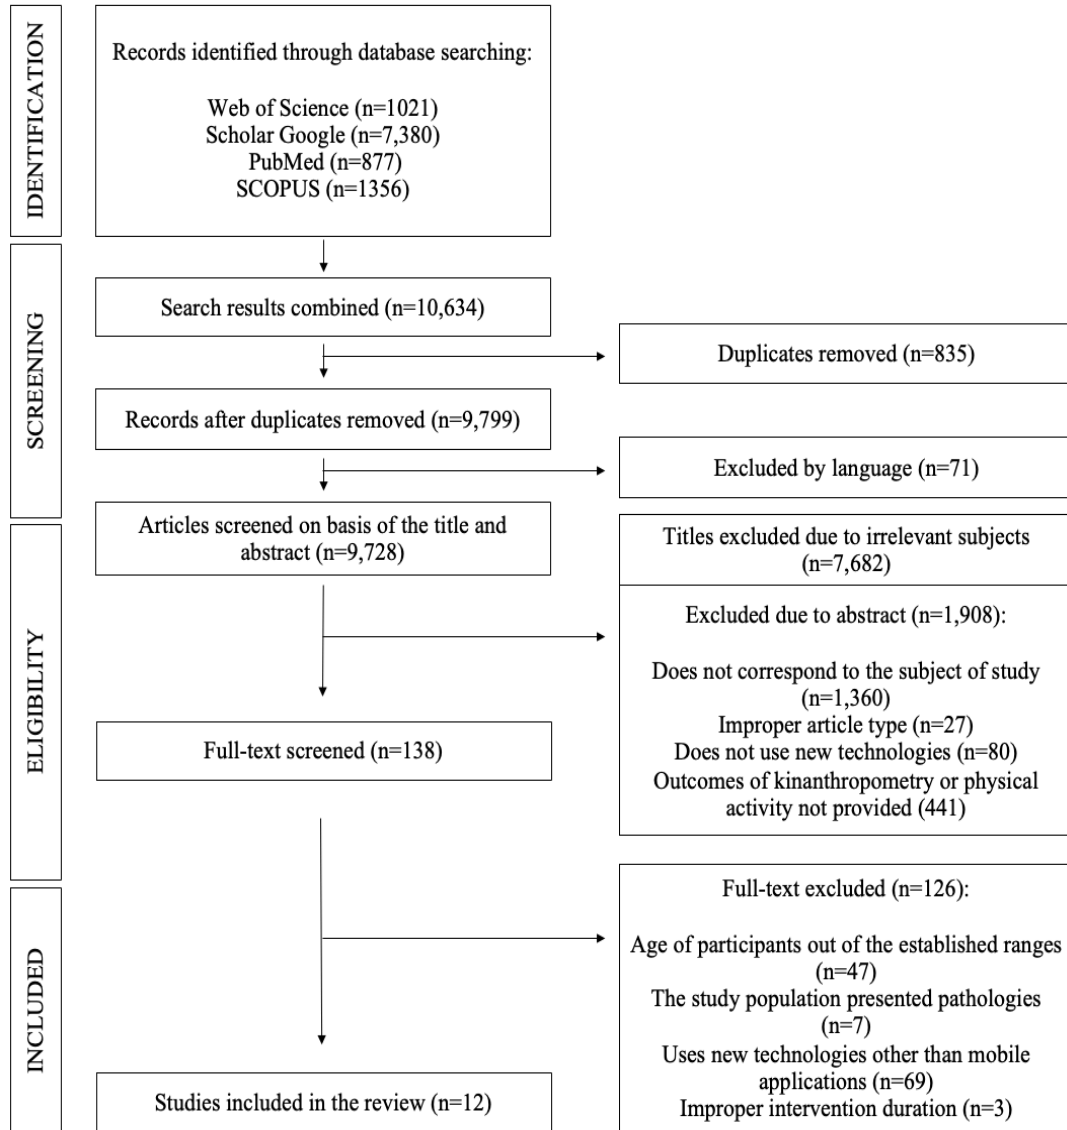 IDENTIFICATION
Records identified through database searching:
Web of Science (n=1021)
Scholar Google (n=7,380)
PubMed (n=877)
SCOPUS (n=1356)
SCREENING
Search results combined (n=10,634)
Duplicates removed (n=835)
Records after duplicates removed (n=9,799)
Excluded by language (n=71)
Articles screened on basis of the title and
abstract (n=9,728)
ELIGIBILITY
Titles excluded due to irrelevant subjects
(n=7,682)
Excluded due to abstract (n=1,908):
Does not correspond to the subject of study
(n=1,360)
Improper article type (n=27)
Does not use new technologies (n=80)
Outcomes of kinanthropometry or physical
activity not provided (441)
Full-text screened (n=138)
INCLUDED
Full-text excluded (n=126):
Age of participants out of the established ranges
(n=47)
The study population presented pathologies
(n=7)
Uses new technologies other than mobile
applications (n=69)
Improper intervention duration (n=3)
Studies included in the review (n=12)